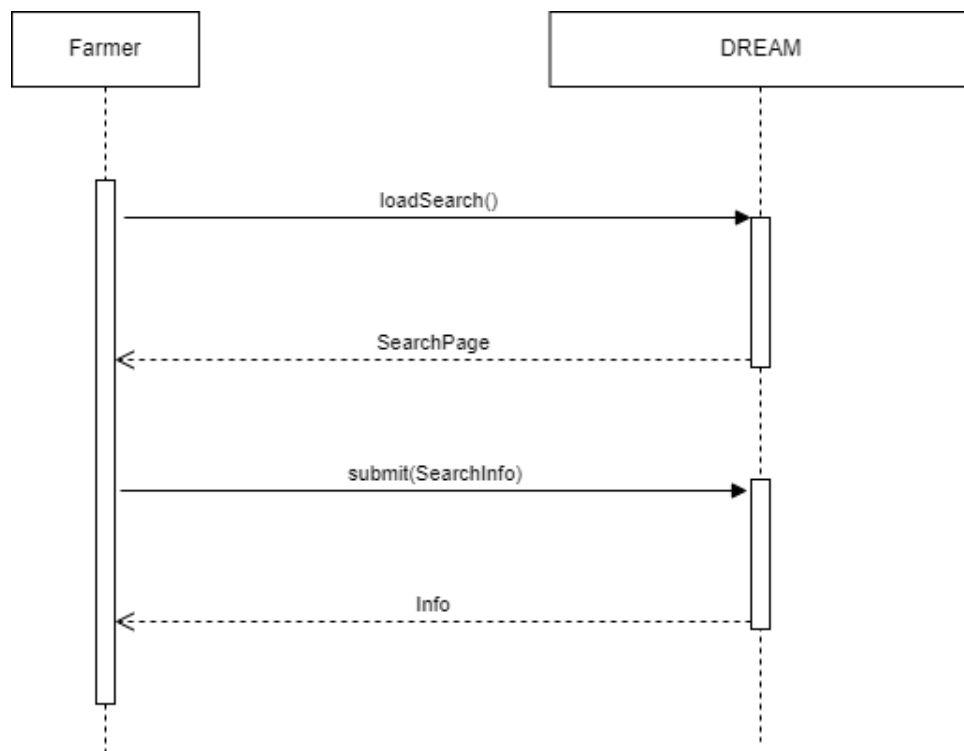 Farmer
DREAM
loadSearch()
SearchPage
submit(SearchInfo)
Info